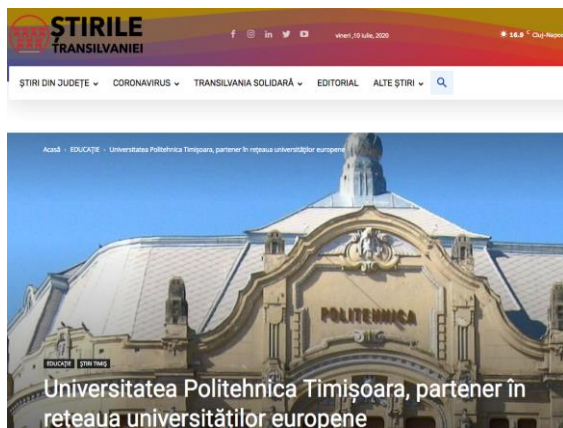 ȘTIRILE
TRANSILVANIEI
vineri ,10 iulie, 2020
16.9 C Cluj-Napoc
ȘTIRI DIN JUDEȚE
CORONAVIRUS
TRANSILVANIA SOLIDARĂ
EDITORIAL
ALTE ȘTIRI
Acasă › EDUCAȚIE › Universitatea Politehnica Timișoara, partener în rețeaua universităților europene
POLITEHNICA
EDUCAȚIE ȘTIRI TIMIȘ
Universitatea Politehnica Timișoara, partener în
rețeaua universităților europene